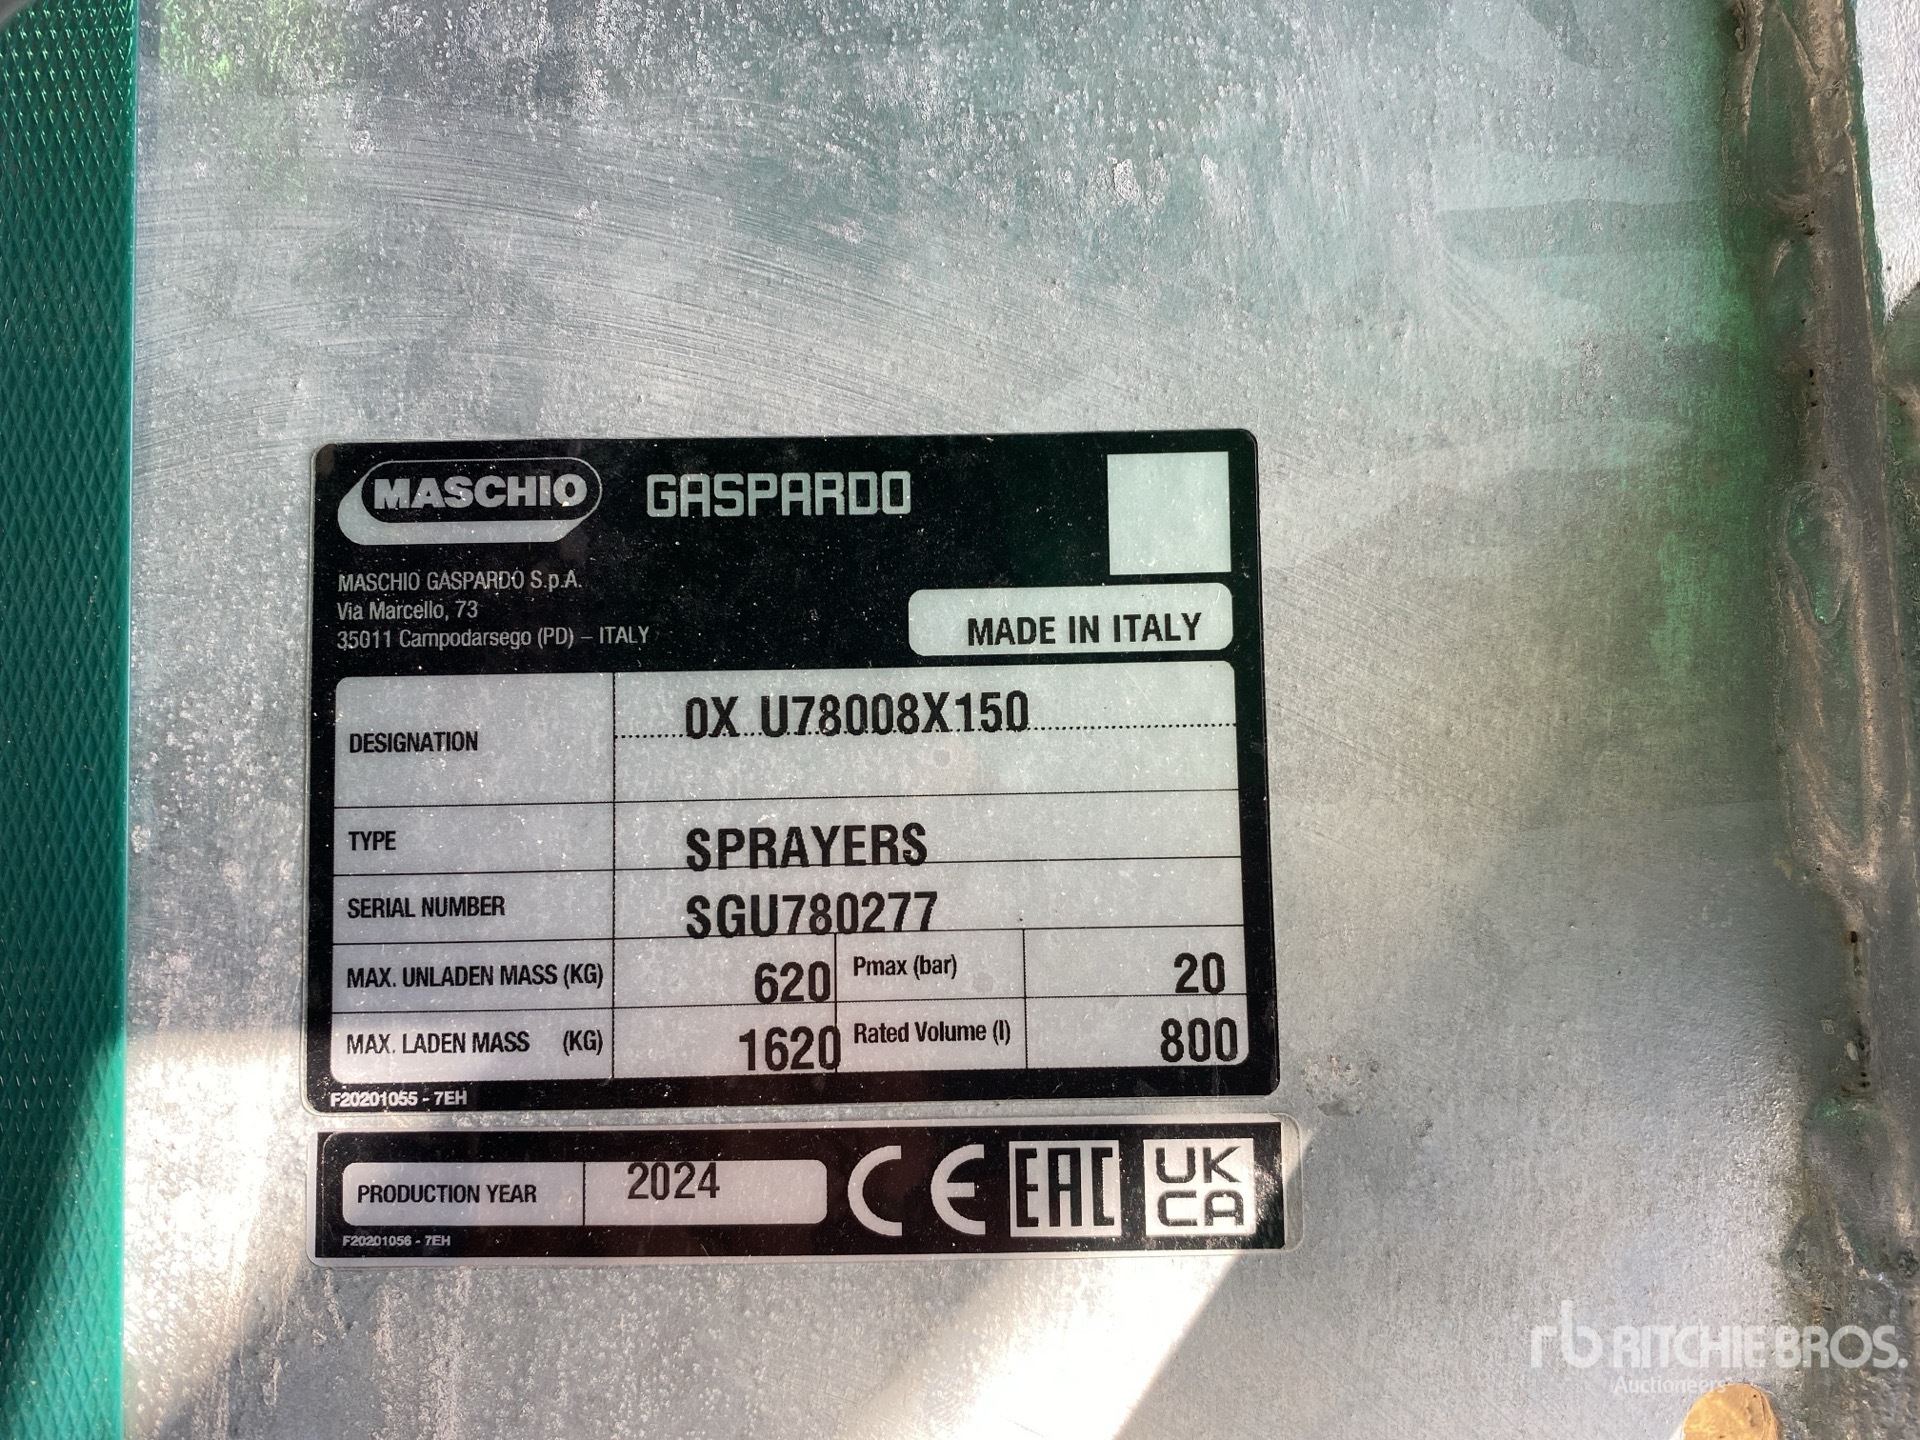 MASCHIO GASPARDO
MASCHIO GASPARDO S.p.A.
Via Marcello, 73
35011 Campodarsego (PD) – ITALY
MADE IN ITALY
DESIGNATION 0X U78008X150
TYPE SPRAYERS
SERIAL NUMBER SGU780277
MAX. UNLADEN MASS (KG) 620 Pmax (bar) 20
MAX. LADEN MASS (KG) 1620 Rated Volume (l) 800
F20201055 - 7EH
PRODUCTION YEAR 2024 CE EAC UK CA
F20201056 - 7EH
rb RITCHIE BROS.
Auctioneers